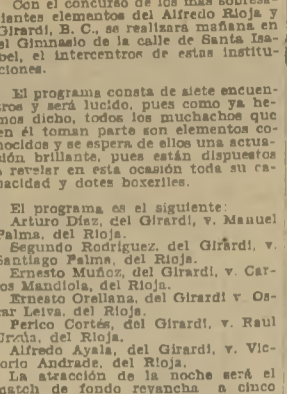 Con el concurso de los más sobresa-
lantes elementos del Alfredo Rioja y
Girardi, B. C., se realizará mañana en
el Gimnasio de la calle de Santa Isa-
bel, el intercentros de estas institu-
ciones.
El programa consta de siete encuen-
tros y será lucido, pues como ya he-
mos dicho, todos los muchachos que
en él toman parte son elementos co-
nocidos y se espera de ellos una actua-
ción brillante, pues están dispuestos
a revelar en esta ocasión toda su ca-
pacidad y dotes boxeriles.
El programa es el siguiente:
Arturo Díaz, del Girardi, v. Manuel
Palma, del Rioja.
Segundo Rodríguez, del Girardi, v.
Santiago Palma, del Rioja.
Ernesto Muñoz, del Girardi, v. Car-
os Mandiola, del Rioja.
Ernesto Orellana, del Girardi v. Os-
car Leiva, del Rioja.
Perico Cortés, del Girardi, v. Raul
Urzúa, del Rioja.
Alfredo Ayala, del Girardi, v. Vic-
torio Andrade, del Rioja.
La atracción de la noche será el
match de fondo revancha a cinco